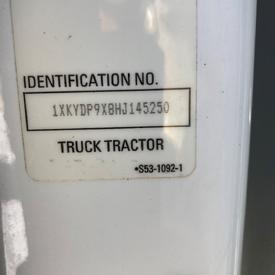 IDENTIFICATION NO.
1XKYDP9X8HJ145250
TRUCK TRACTOR
*S53-1092-1